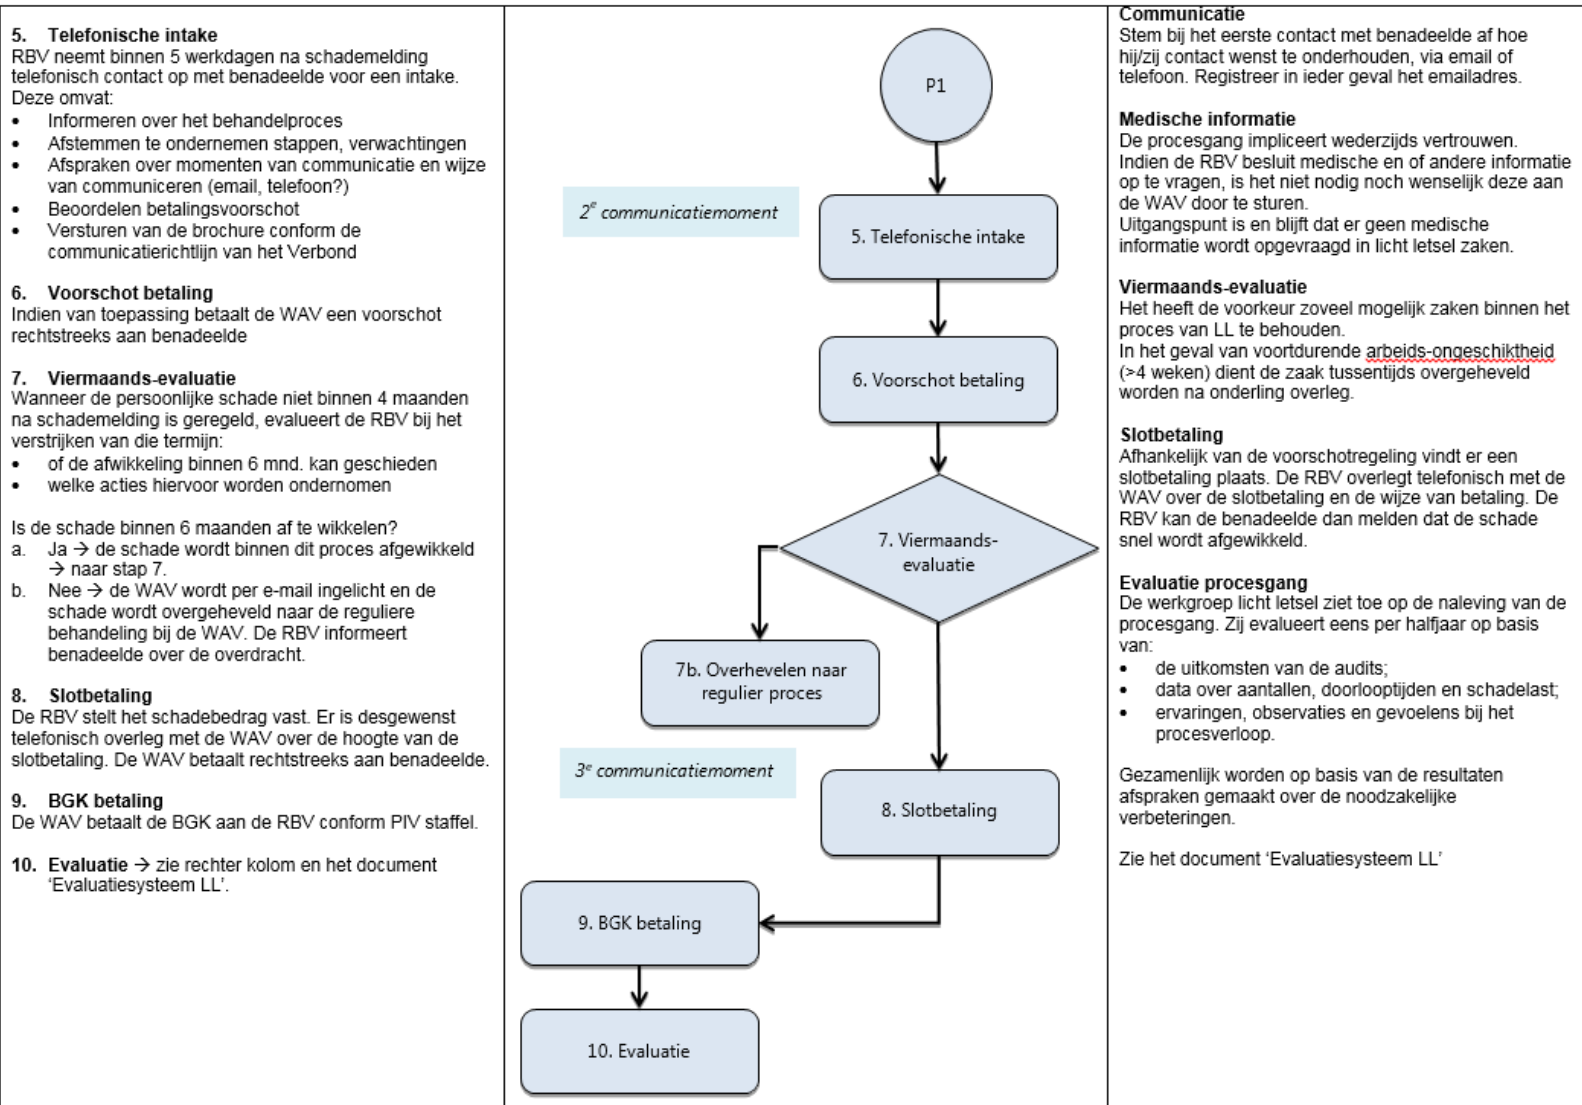 5. Telefonische intake
RBV neemt binnen 5 werkdagen na schademelding
telefonisch contact op met benadeelde voor een intake.
Deze omvat:
• Informeren over het behandelproces
• Afstemmen te ondernemen stappen, verwachtingen
• Afspraken over momenten van communicatie en wijze
van communiceren (email, telefoon?)
• Beoordelen betalingsvoorschot
• Versturen van de brochure conform de
communicatierichtlijn van het Verbond
6. Voorschot betaling
Indien van toepassing betaalt de WAV een voorschot
rechtstreeks aan benadeelde
7. Viermaands-evaluatie
Wanneer de persoonlijke schade niet binnen 4 maanden
na schademelding is geregeld, evalueert de RBV bij het
verstrijken van die termijn:
• of de afwikkeling binnen 6 mnd. kan geschieden
• welke acties hiervoor worden ondernomen
Is de schade binnen 6 maanden af te wikkelen?
a. Ja → de schade wordt binnen dit proces afgewikkeld
→ naar stap 7.
b. Nee → de WAV wordt per e-mail ingelicht en de
schade wordt overgeheveld naar de reguliere
behandeling bij de WAV. De RBV informeert
benadeelde over de overdracht.
8. Slotbetaling
De RBV stelt het schadebedrag vast. Er is desgewenst
telefonisch overleg met de WAV over de hoogte van de
slotbetaling. De WAV betaalt rechtstreeks aan benadeelde.
9. BGK betaling
De WAV betaalt de BGK aan de RBV conform PIV staffel.
10. Evaluatie → zie rechter kolom en het document
'Evaluatiesysteem LL'.
P1
2e communicatiemoment
5. Telefonische intake
6. Voorschot betaling
7. Viermaands-
evaluatie
7b. Overhevelen naar
regulier proces
3e communicatiemoment
8. Slotbetaling
9. BGK betaling
10. Evaluatie
Communicatie
Stem bij het eerste contact met benadeelde af hoe
hij/zij contact wenst te onderhouden, via email of
telefoon. Registreer in ieder geval het emailadres.
Medische informatie
De procesgang impliceert wederzijds vertrouwen.
Indien de RBV besluit medische en of andere informatie
op te vragen, is het niet nodig noch wenselijk deze aan
de WAV door te sturen.
Uitgangspunt is en blijft dat er geen medische
informatie wordt opgevraagd in licht letsel zaken.
Viermaands-evaluatie
Het heeft de voorkeur zoveel mogelijk zaken binnen het
proces van LL te behouden.
In het geval van voortdurende arbeids-ongeschiktheid
(>4 weken) dient de zaak tussentijds overgeheveld
worden na onderling overleg.
Slotbetaling
Afhankelijk van de voorschotregeling vindt er een
slotbetaling plaats. De RBV overlegt telefonisch met de
WAV over de slotbetaling en de wijze van betaling. De
RBV kan de benadeelde dan melden dat de schade
snel wordt afgewikkeld.
Evaluatie procesgang
De werkgroep licht letsel ziet toe op de naleving van de
procesgang. Zij evalueert eens per halfjaar op basis
van:
• de uitkomsten van de audits;
• data over aantallen, doorlooptijden en schadelast;
• ervaringen, observaties en gevoelens bij het
procesverloop.
Gezamenlijk worden op basis van de resultaten
afspraken gemaakt over de noodzakelijke
verbeteringen.
Zie het document 'Evaluatiesysteem LL'